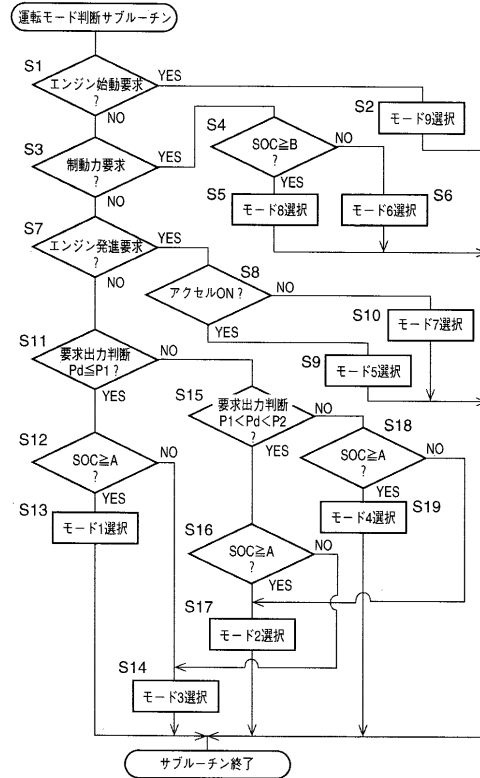 運転モード判断サブルーチン
S1
エンジン始動要求
?
YES
NO
S2
モード9選択
S3
制動力要求
?
YES
NO
S4
SOC≧B
?
NO
YES
S5
モード8選択
モード6選択
S6
S7
エンジン発進要求
?
YES
NO
S8
アクセルON?
NO
YES
S10
モード7選択
S9
モード5選択
S11
要求出力判断
Pd≦P1?
NO
YES
S15
要求出力判断
P1<Pd<P2
?
NO
YES
S12
SOC≧A
?
NO
YES
S18
SOC≧A
?
NO
YES
S13
モード1選択
モード4選択
S19
S16
SOC≧A
?
NO
YES
S17
モード2選択
S14
モード3選択
サブルーチン終了